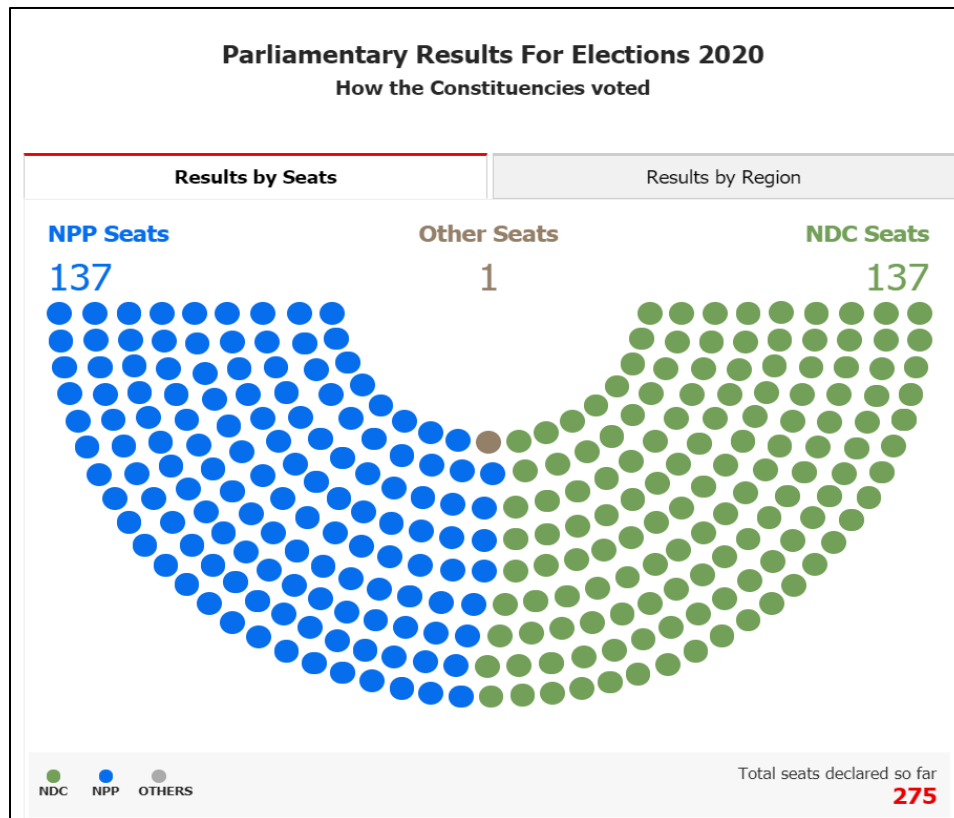 Parliamentary Results For Elections 2020
How the Constituencies voted
Results by Seats
Results by Region
NPP Seats
Other Seats
NDC Seats
137
1
137
NDC
NPP
OTHERS
Total seats declared so far
275